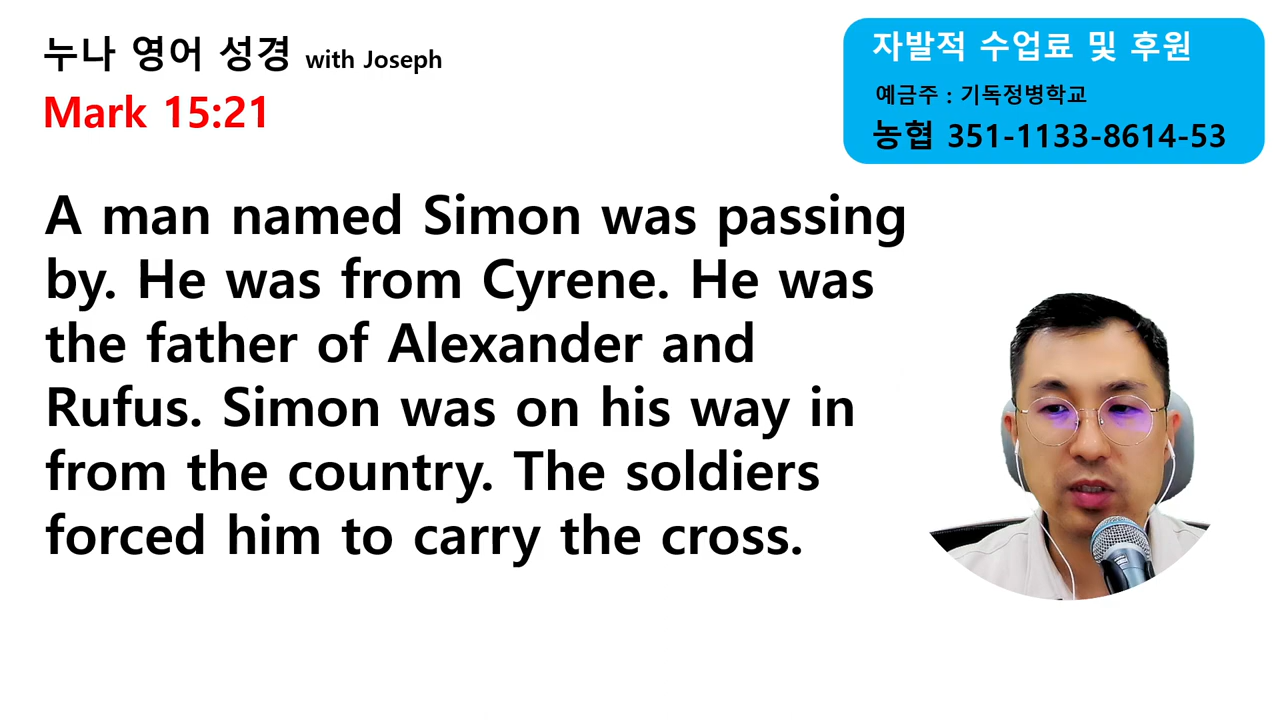 누나 영어 성경 with Joseph
Mark 15:21
자발적 수업료 및 후원
예금주 : 기독정병학교
농협 351-1133-8614-53
A man named Simon was passing
by. He was from Cyrene. He was
the father of Alexander and
Rufus. Simon was on his way in
from the country. The soldiers
forced him to carry the cross.